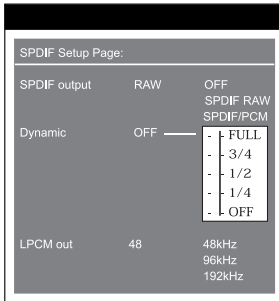 SPDIF Setup Page:
SPDIF output RAW OFF
SPDIF RAW
SPDIF/PCM
Dynamic OFF - FULL
- 3/4
- 1/2
- 1/4
- OFF
LPCM out 48 48kHz
96kHz
192kHz